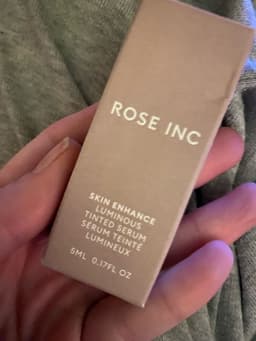 ROSE INC
SKIN ENHANCE
LUMINOUS
TINTED SERUM
SÉRUM TEINTÉ
LUMINEUX
5ML 0.17FL OZ